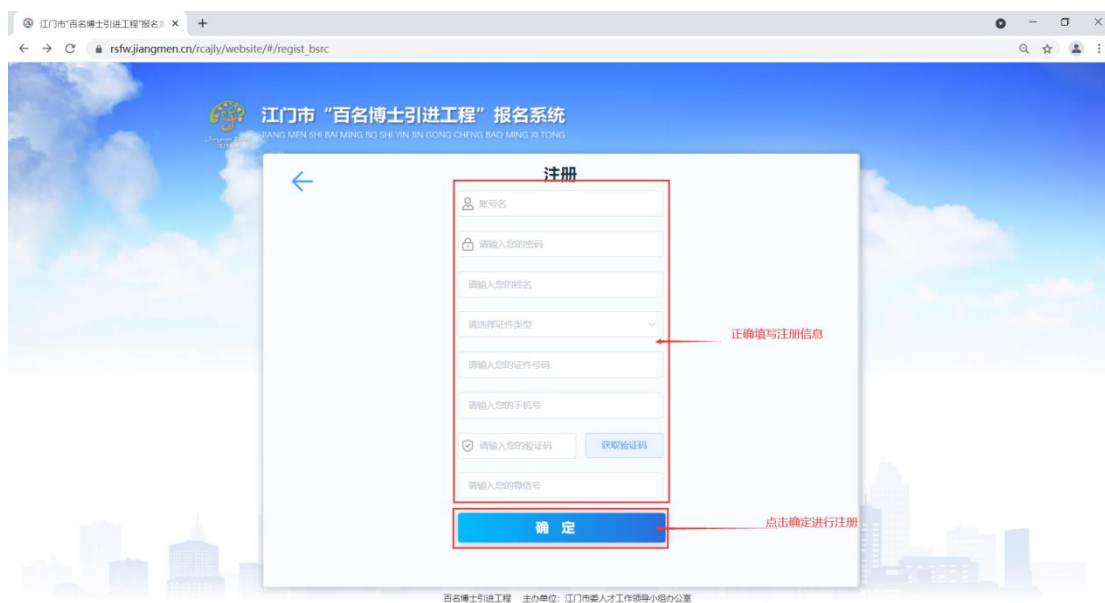 江门市"百名博士引进工程"报名系
rsfw.jiangmen.cn/rcajly/website/#/regist_bsrc
江门市“百名博士引进工程”报名系统
JIANG MEN SHI BAI MING BO SHI YIN JIN GONG CHENG BAO MING XI TONG
注册
账号名
请输入您的密码
请输入您的姓名
请选择证件类型
正确填写注册信息
请输入您的证件号码
请输入您的手机号
请输入您的验证码 获取验证码
请输入您的微信号
确 定
点击确定进行注册
百名博士引进工程 主办单位:江门市委人才工作领导小组办公室